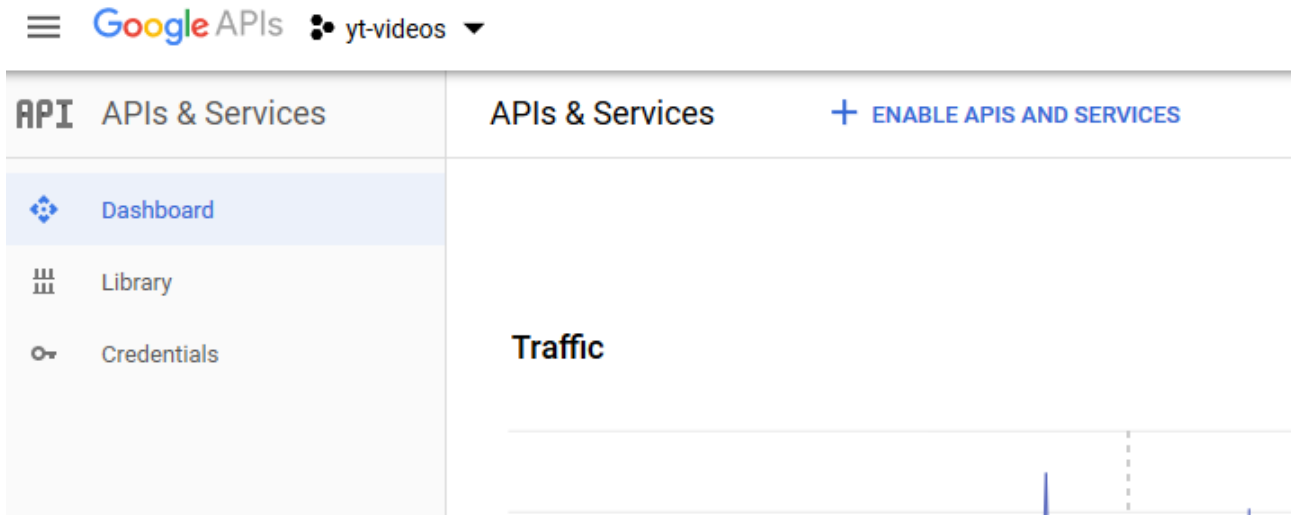 Google APIs yt-videos
API APIs & Services
APIs & Services + ENABLE APIS AND SERVICES
Dashboard
Library
Credentials
Traffic